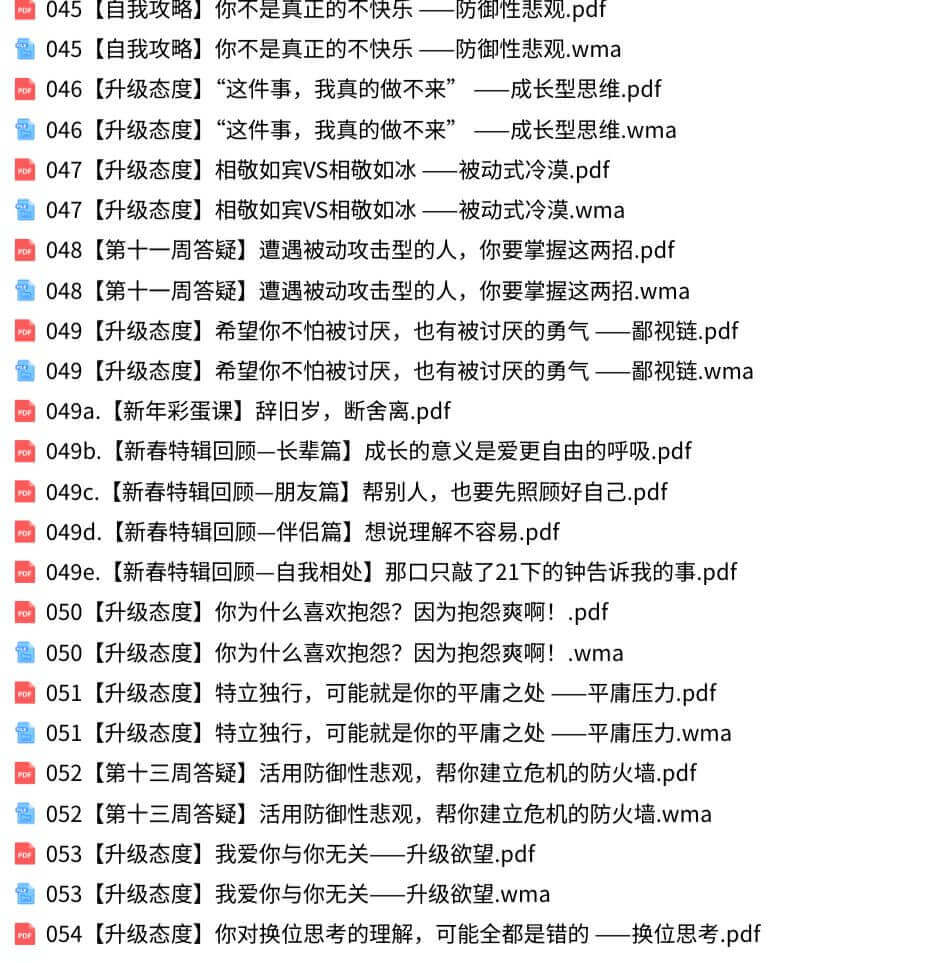 045【自我攻略】你不是真正的不快乐 ——防御性悲观.pdf
045【自我攻略】你不是真正的不快乐 ——防御性悲观.wma
046【升级态度】“这件事，我真的做不来” ——成长型思维.pdf
046【升级态度】“这件事，我真的做不来” ——成长型思维.wma
047【升级态度】相敬如宾VS相敬如冰 ——被动式冷漠.pdf
047【升级态度】相敬如宾VS相敬如冰 ——被动式冷漠.wma
048【第十一周答疑】遭遇被动攻击型的人，你要掌握这两招.pdf
048【第十一周答疑】遭遇被动攻击型的人，你要掌握这两招.wma
049【升级态度】希望你不怕被讨厌，也有被讨厌的勇气 ——鄙视链.pdf
049【升级态度】希望你不怕被讨厌，也有被讨厌的勇气 ——鄙视链.wma
049a.【新年彩蛋课】辞旧岁，断舍离.pdf
049b.【新春特辑回顾—长辈篇】成长的意义是爱更自由的呼吸.pdf
049c.【新春特辑回顾—朋友篇】帮别人，也要先照顾好自己.pdf
049d.【新春特辑回顾—伴侣篇】想说理解不容易.pdf
049e.【新春特辑回顾—自我相处】那口只敲了21下的钟告诉我的事.pdf
050【升级态度】你为什么喜欢抱怨？因为抱怨爽啊！.pdf
050【升级态度】你为什么喜欢抱怨？因为抱怨爽啊！.wma
051【升级态度】特立独行，可能就是你的平庸之处 ——平庸压力.pdf
051【升级态度】特立独行，可能就是你的平庸之处 ——平庸压力.wma
052【第十三周答疑】活用防御性悲观，帮你建立危机的防火墙.pdf
052【第十三周答疑】活用防御性悲观，帮你建立危机的防火墙.wma
053【升级态度】我爱你与你无关——升级欲望.pdf
053【升级态度】我爱你与你无关——升级欲望.wma
054【升级态度】你对换位思考的理解，可能全都是错的 ——换位思考.pdf